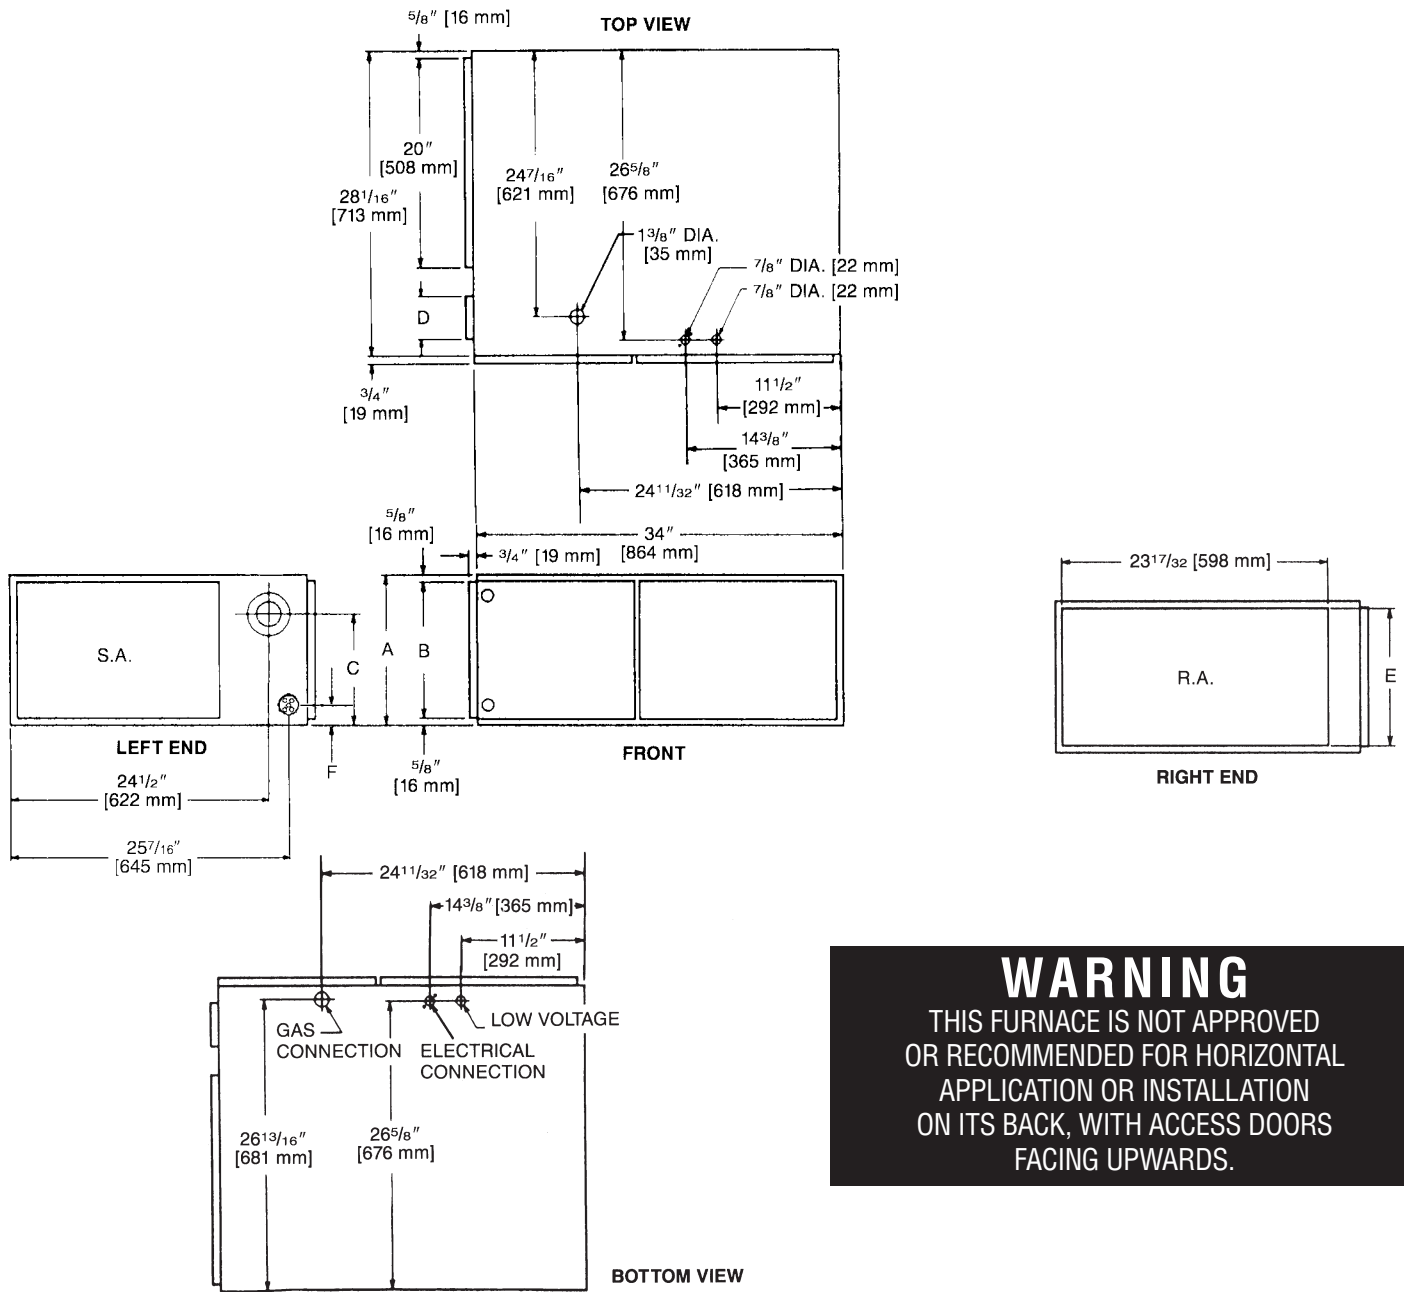 5/8" [16 mm]
TOP VIEW
20"
[508 mm]
28 1/16"
[713 mm]
24 7/16"
[621 mm]
26 5/8"
[676 mm]
1 3/8" DIA.
[35 mm]
7/8" DIA. [22 mm]
7/8" DIA. [22 mm]
D
3/4"
[19 mm]
11 1/2"
[292 mm]
14 3/8"
[365 mm]
24 11/32" [618 mm]
5/8"
[16 mm]
34"
[864 mm]
3/4" [19 mm]
23 17/32 [598 mm]
S.A.
C
A
B
R.A.
E
LEFT END
F
FRONT
5/8"
[16 mm]
RIGHT END
24 1/2"
[622 mm]
25 7/16"
[645 mm]
24 11/32" [618 mm]
14 3/8" [365 mm]
11 1/2"
[292 mm]
GAS
CONNECTION
LOW VOLTAGE
ELECTRICAL
CONNECTION
26 13/16"
[681 mm]
26 5/8"
[676 mm]
BOTTOM VIEW
WARNING
THIS FURNACE IS NOT APPROVED
OR RECOMMENDED FOR HORIZONTAL
APPLICATION OR INSTALLATION
ON ITS BACK, WITH ACCESS DOORS
FACING UPWARDS.